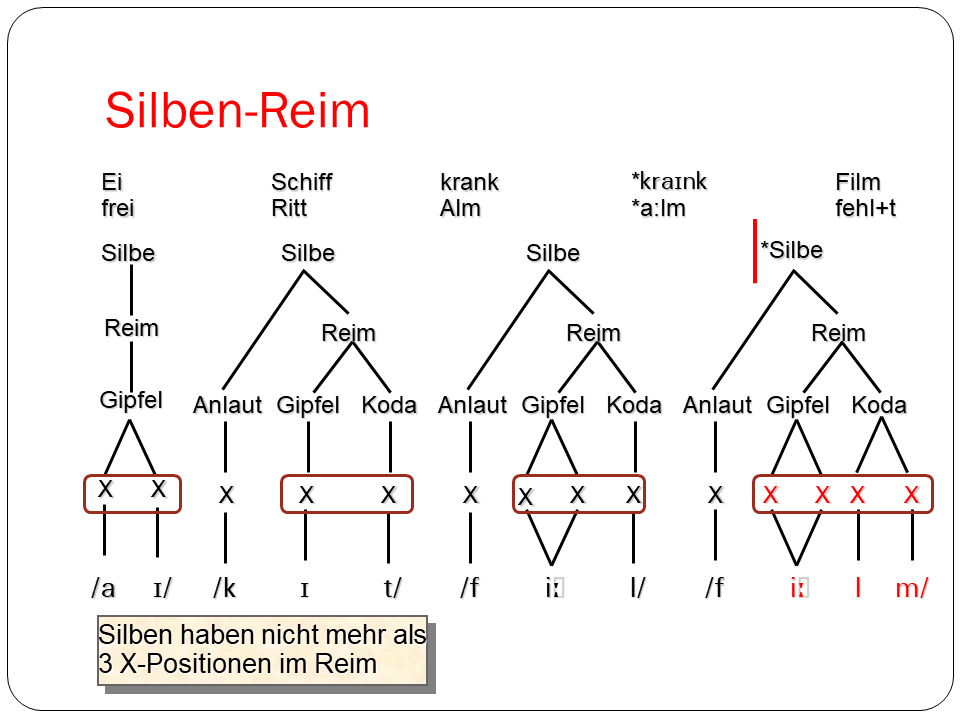 Silben-Reim
Ei Schiff krank *kraɪnk Film
frei Ritt Alm *a:lm fehl+t
Silbe Silbe Silbe *Silbe
Reim Reim Reim Reim
Gipfel Anlaut Gipfel Koda Anlaut Gipfel Koda Anlaut Gipfel Koda
X X X X X X X X X X X X X X
/a ɪ/ /k ɪ t/ /f iː l/ /f iː l m/
Silben haben nicht mehr als
3 X-Positionen im Reim